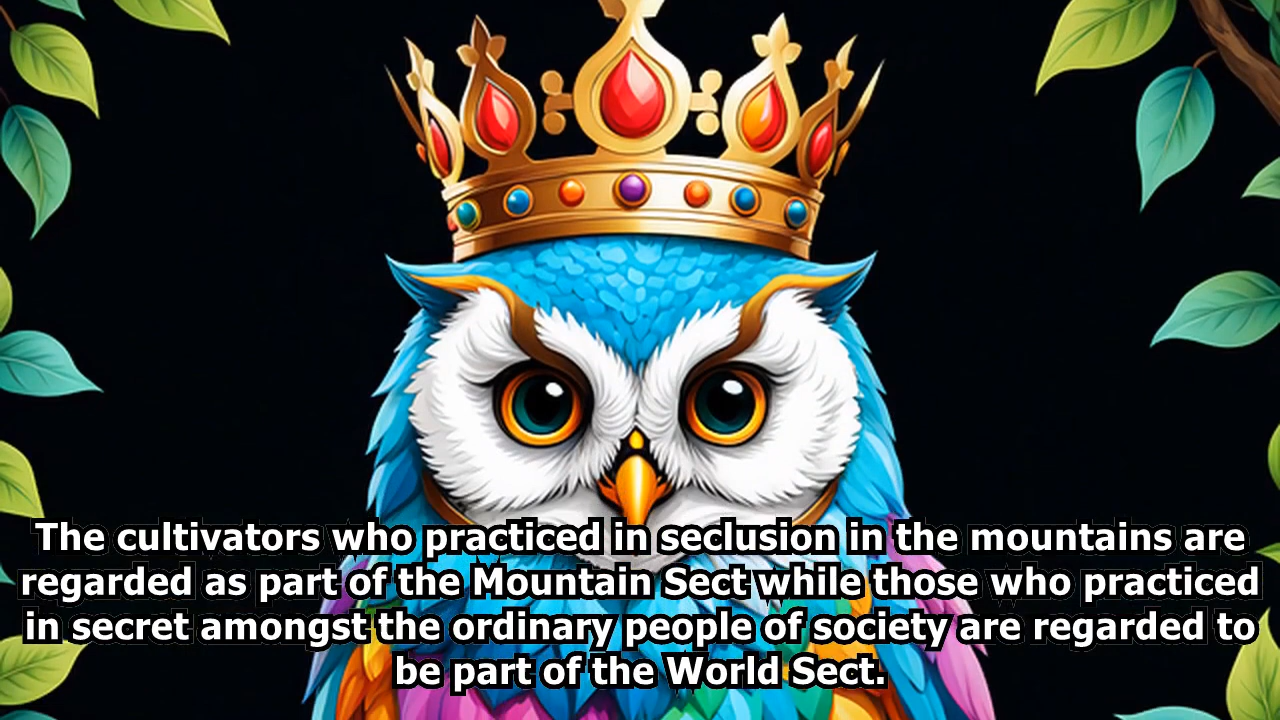 The cultivators who practiced in seclusion in the mountains are
regarded as part of the Mountain Sect while those who practiced
in secret amongst the ordinary people of society are regarded to
be part of the World Sect.